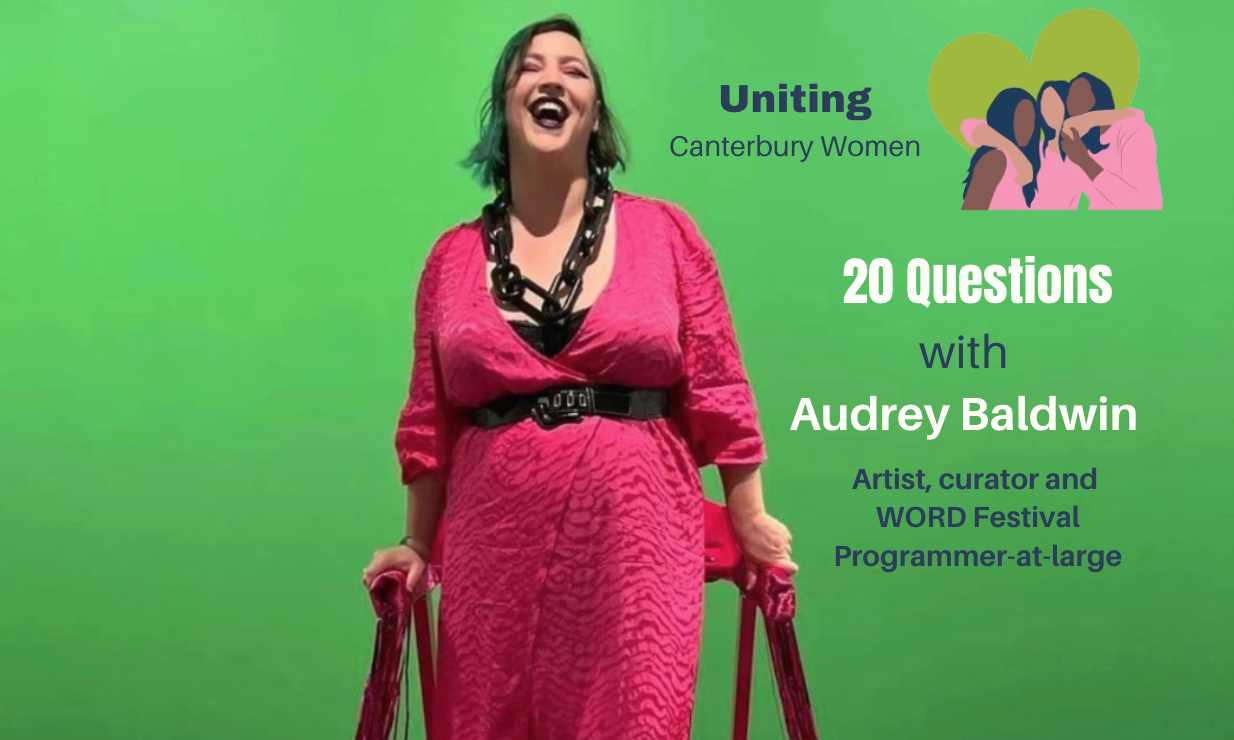 Uniting
Canterbury Women
20 Questions
with
Audrey Baldwin
Artist, curator and
WORD Festival
Programmer-at-large